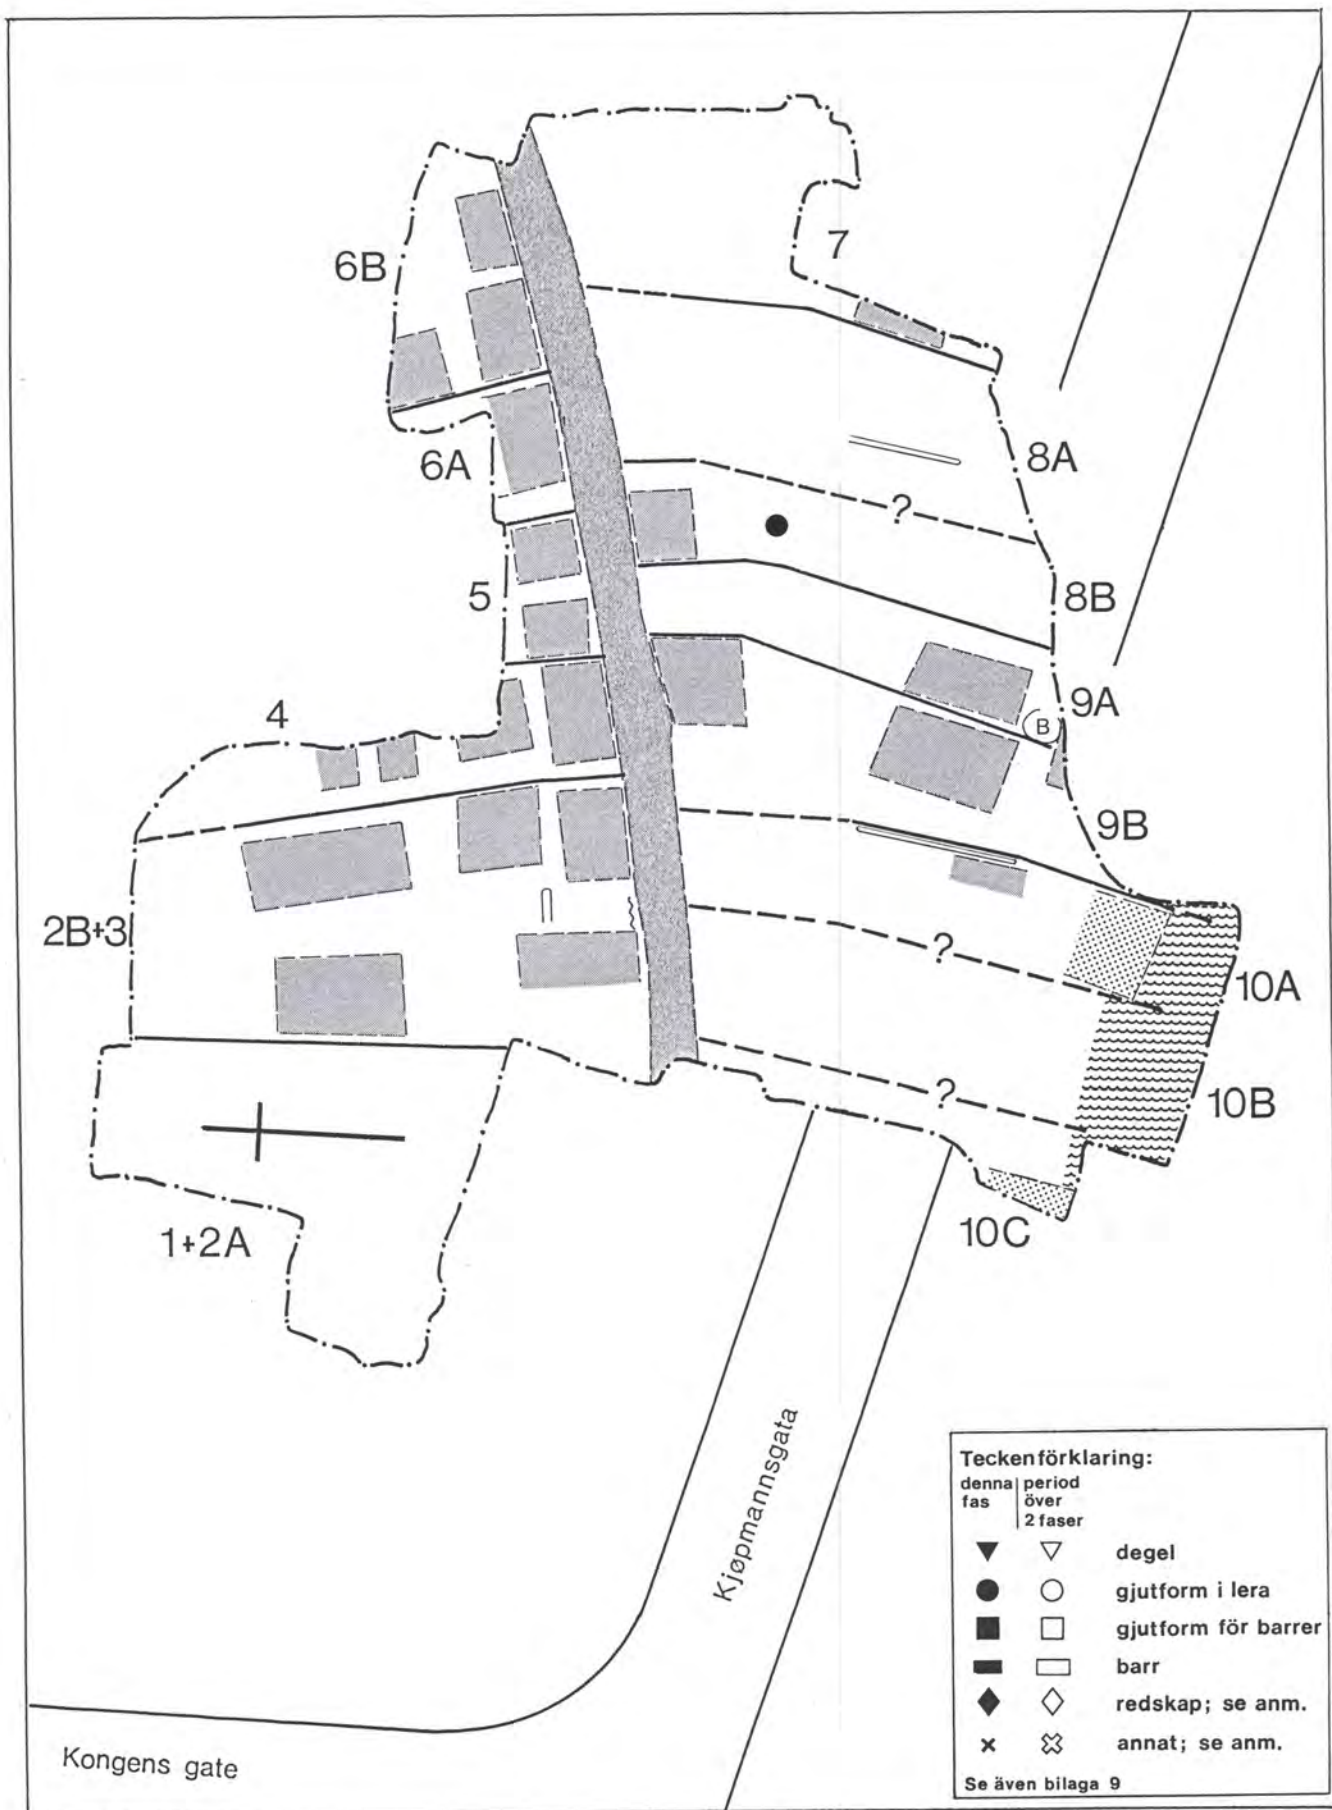 7
6B
8A
6A
?
5
8B
4
9A
B
9B
2B+3
?
10A
?
10B
1+2A
10C
Kjøpmannsgata
Kongens gate
Teckenförklaring:
denna fas
period över 2 faser
degel
gjutform i lera
gjutform för barrer
barr
redskap; se anm.
annat; se anm.
Se även bilaga 9